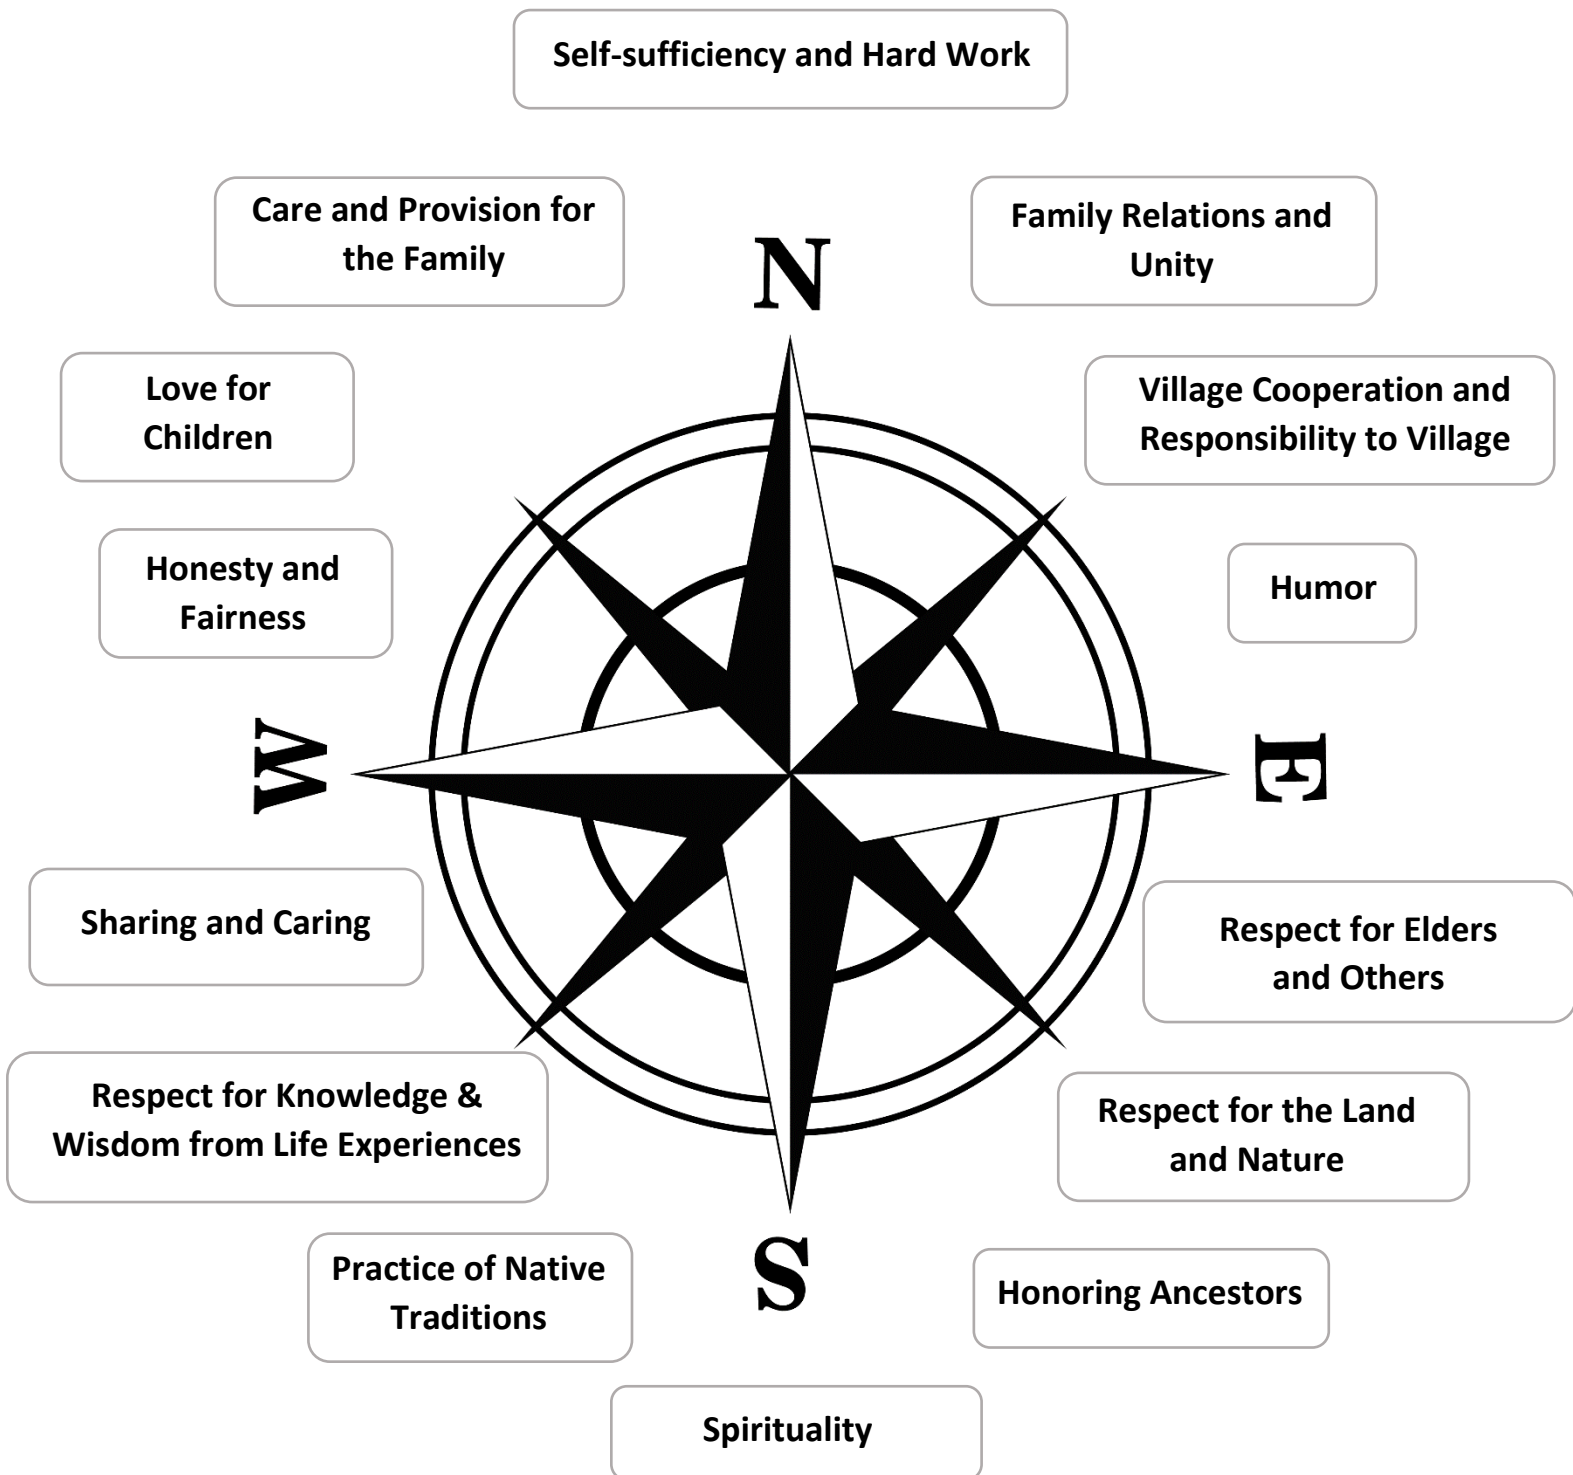 Self-sufficiency and Hard Work
Care and Provision for
the Family
Family Relations and
Unity
N
Love for
Children
Village Cooperation and
Responsibility to Village
Honesty and
Fairness
Humor
W
E
Sharing and Caring
Respect for Elders
and Others
Respect for Knowledge &
Wisdom from Life Experiences
Respect for the Land
and Nature
Practice of Native
Traditions
S
Honoring Ancestors
Spirituality